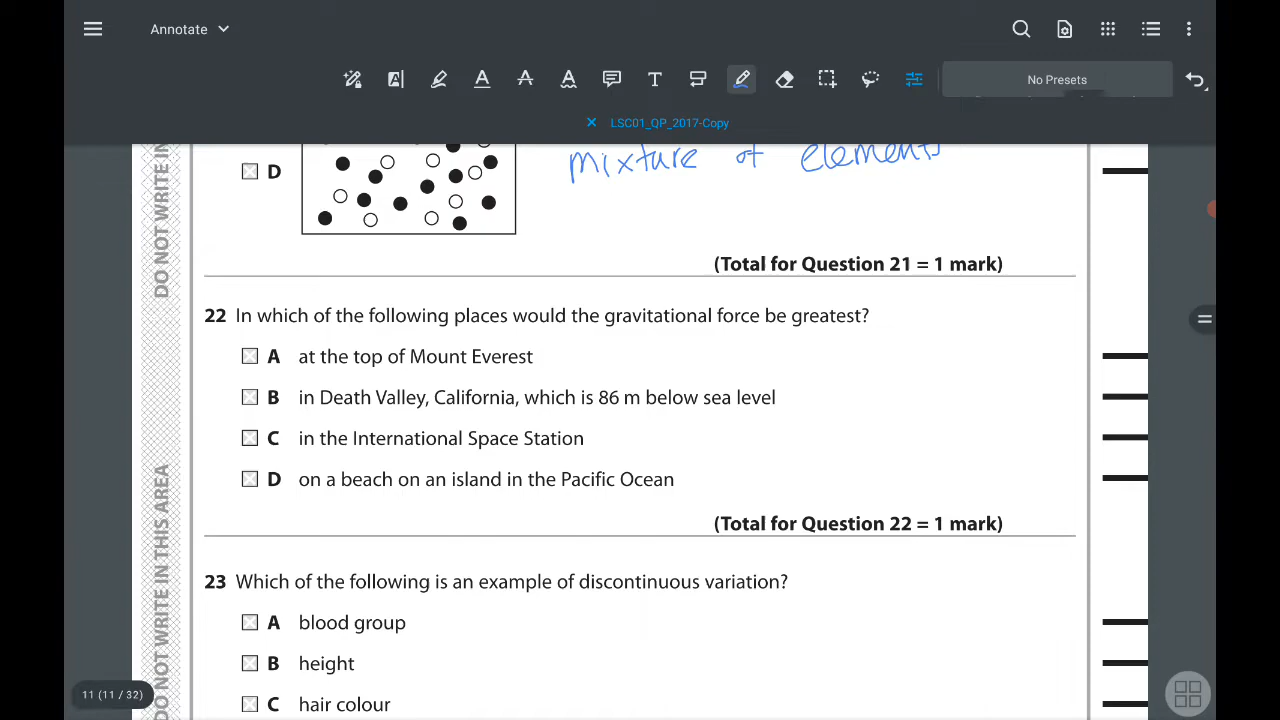 Annotate
No Presets
LSC01_QP_2017-Copy
DO NOT WRITE IN
D
mixture of elements
(Total for Question 21 = 1 mark)
22 In which of the following places would the gravitational force be greatest?
A at the top of Mount Everest
B in Death Valley, California, which is 86 m below sea level
C in the International Space Station
D on a beach on an island in the Pacific Ocean
(Total for Question 22 = 1 mark)
DO NOT WRITE IN THIS AREA
23 Which of the following is an example of discontinuous variation?
A blood group
B height
C hair colour
11 (11 / 32)